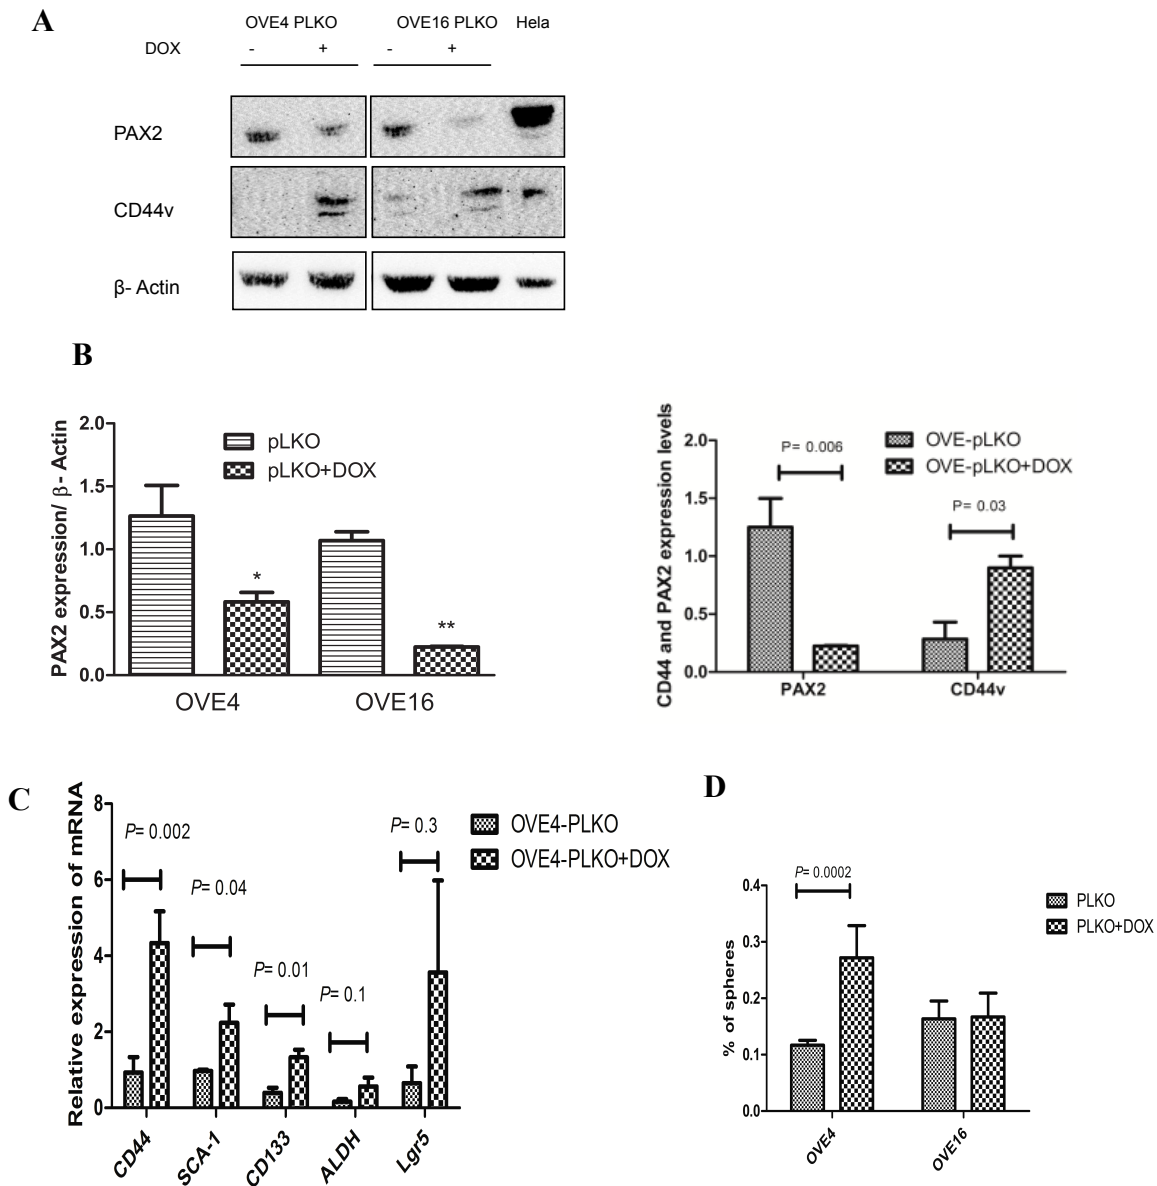 A
OVE4 PLKO OVE16 PLKO Hela
DOX - + - +
PAX2
CD44v
β- Actin
B
PAX2 expression/ β- Actin
2.0
1.5
1.0
0.5
0.0
pLKO
pLKO+DOX
*
**
OVE4 OVE16
CD44 and PAX2 expression levels
2.0
1.5
1.0
0.5
0.0
OVE-pLKO
OVE-pLKO+DOX
P= 0.006
P= 0.03
PAX2 CD44v
C
Relative expression of mRNA
8
6
4
2
0
P= 0.002
P= 0.04
P= 0.01
P= 0.1
P= 0.3
OVE4-PLKO
OVE4-PLKO+DOX
CD44 SCA-1 CD133 ALDH Lgr5
D
% of spheres
0.4
0.3
0.2
0.1
0.0
P= 0.0002
PLKO
PLKO+DOX
OVE4 OVE16